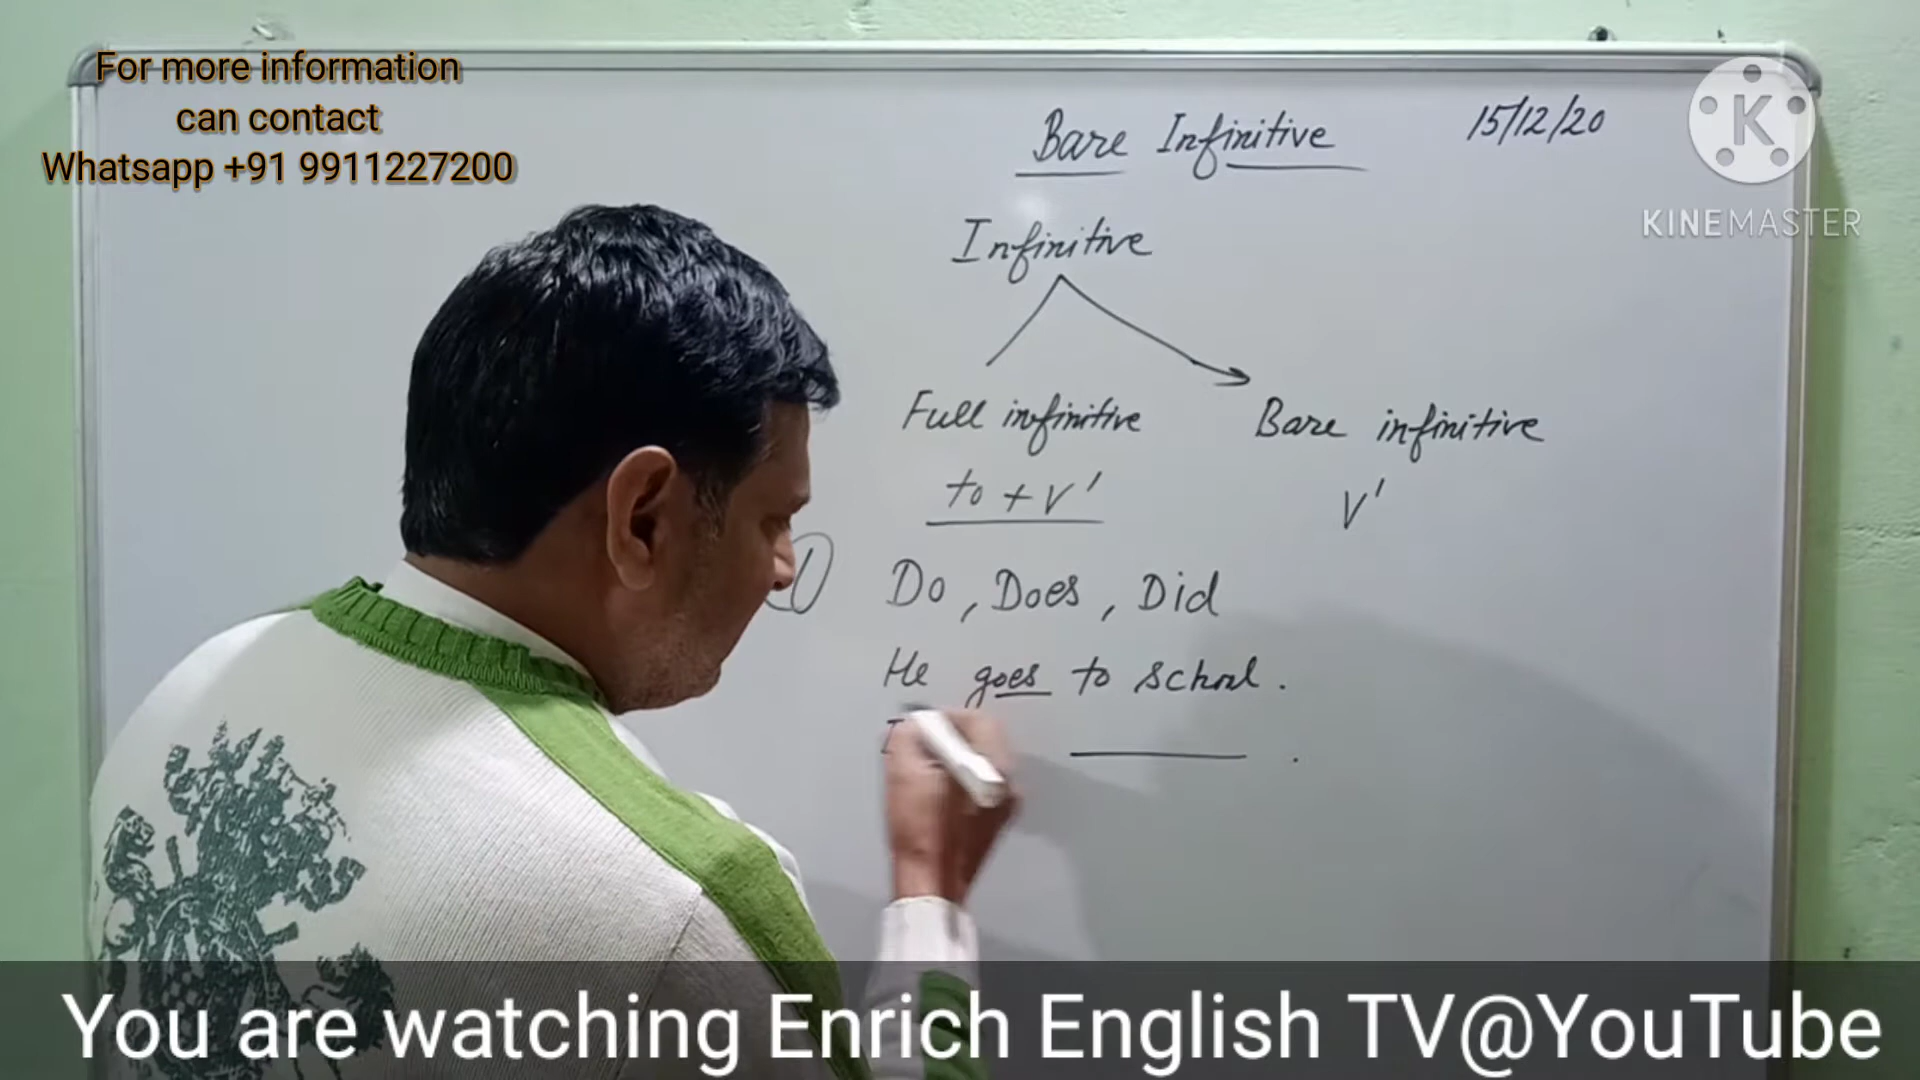 For more information
can contact
Whatsapp +91 9911227200
Bare Infinitive 15/12/20
K
KINEMASTER
Infinitive
Full infinitive Bare infinitive
to + V' V'
1 Do, Does, Did
He goes to school.
I .
You are watching Enrich English TV@YouTube